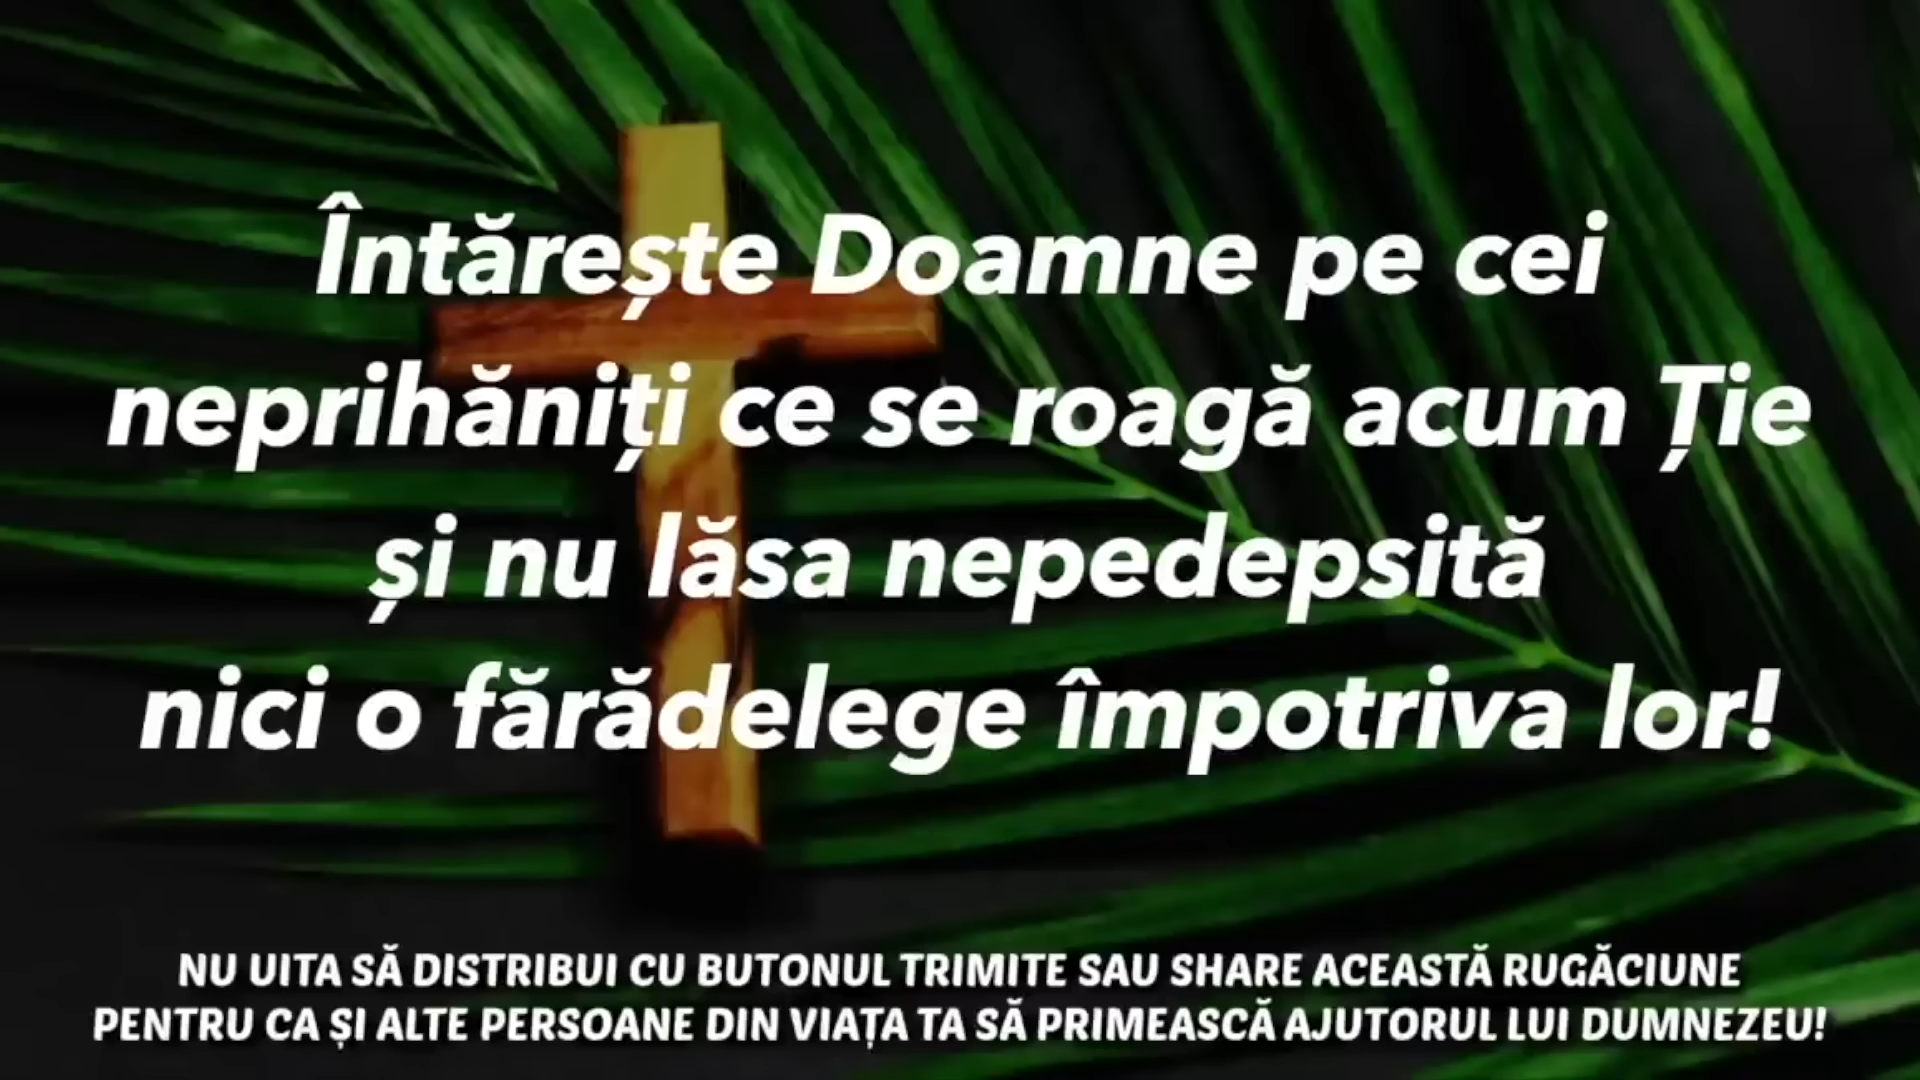 Întărește Doamne pe cei
neprihăniți ce se roagă acum Ție
și nu lăsa nepedepsită
nici o fărădelege împotriva lor!
NU UITA SĂ DISTRIBUI CU BUTONUL TRIMITE SAU SHARE ACEASTĂ RUGĂCIUNE
PENTRU CA ȘI ALTE PERSOANE DIN VIAȚA TA SĂ PRIMEASCĂ AJUTORUL LUI DUMNEZEU!